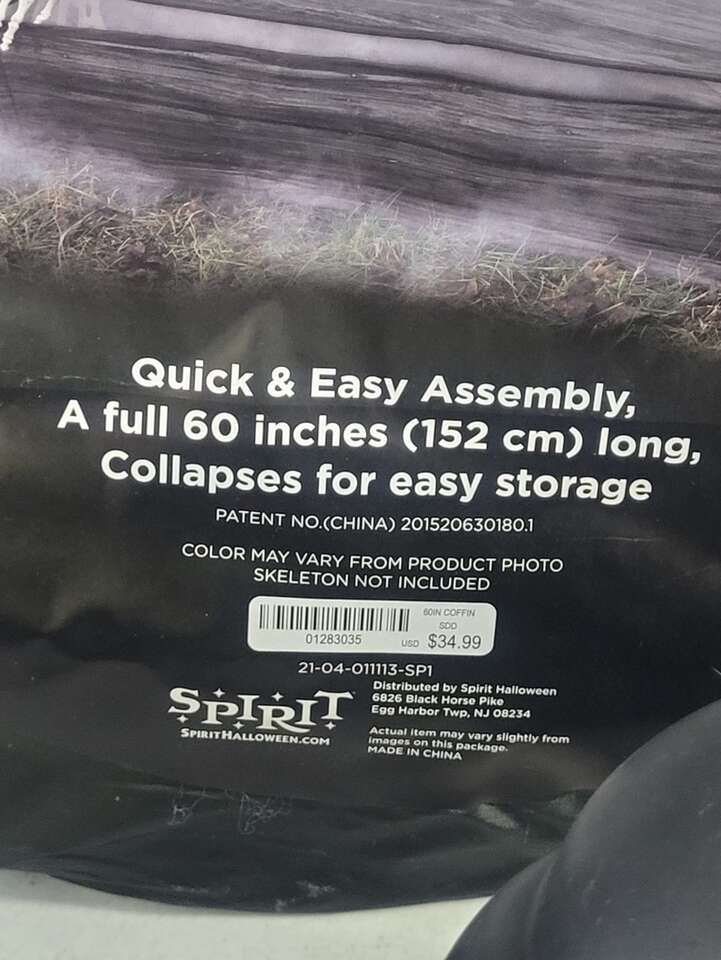 Quick & Easy Assembly,
A full 60 inches (152 cm) long,
Collapses for easy storage
PATENT NO.(CHINA) 201520630180.1
COLOR MAY VARY FROM PRODUCT PHOTO
SKELETON NOT INCLUDED
60IN COFFIN
SDD
01283035
USD $34.99
21-04-011113-SP1
SPIRIT
SPIRITHALLOWEEN.COM
Distributed by Spirit Halloween
6826 Black Horse Pike
Egg Harbor Twp, NJ 08234
Actual item may vary slightly from
images on this package.
MADE IN CHINA